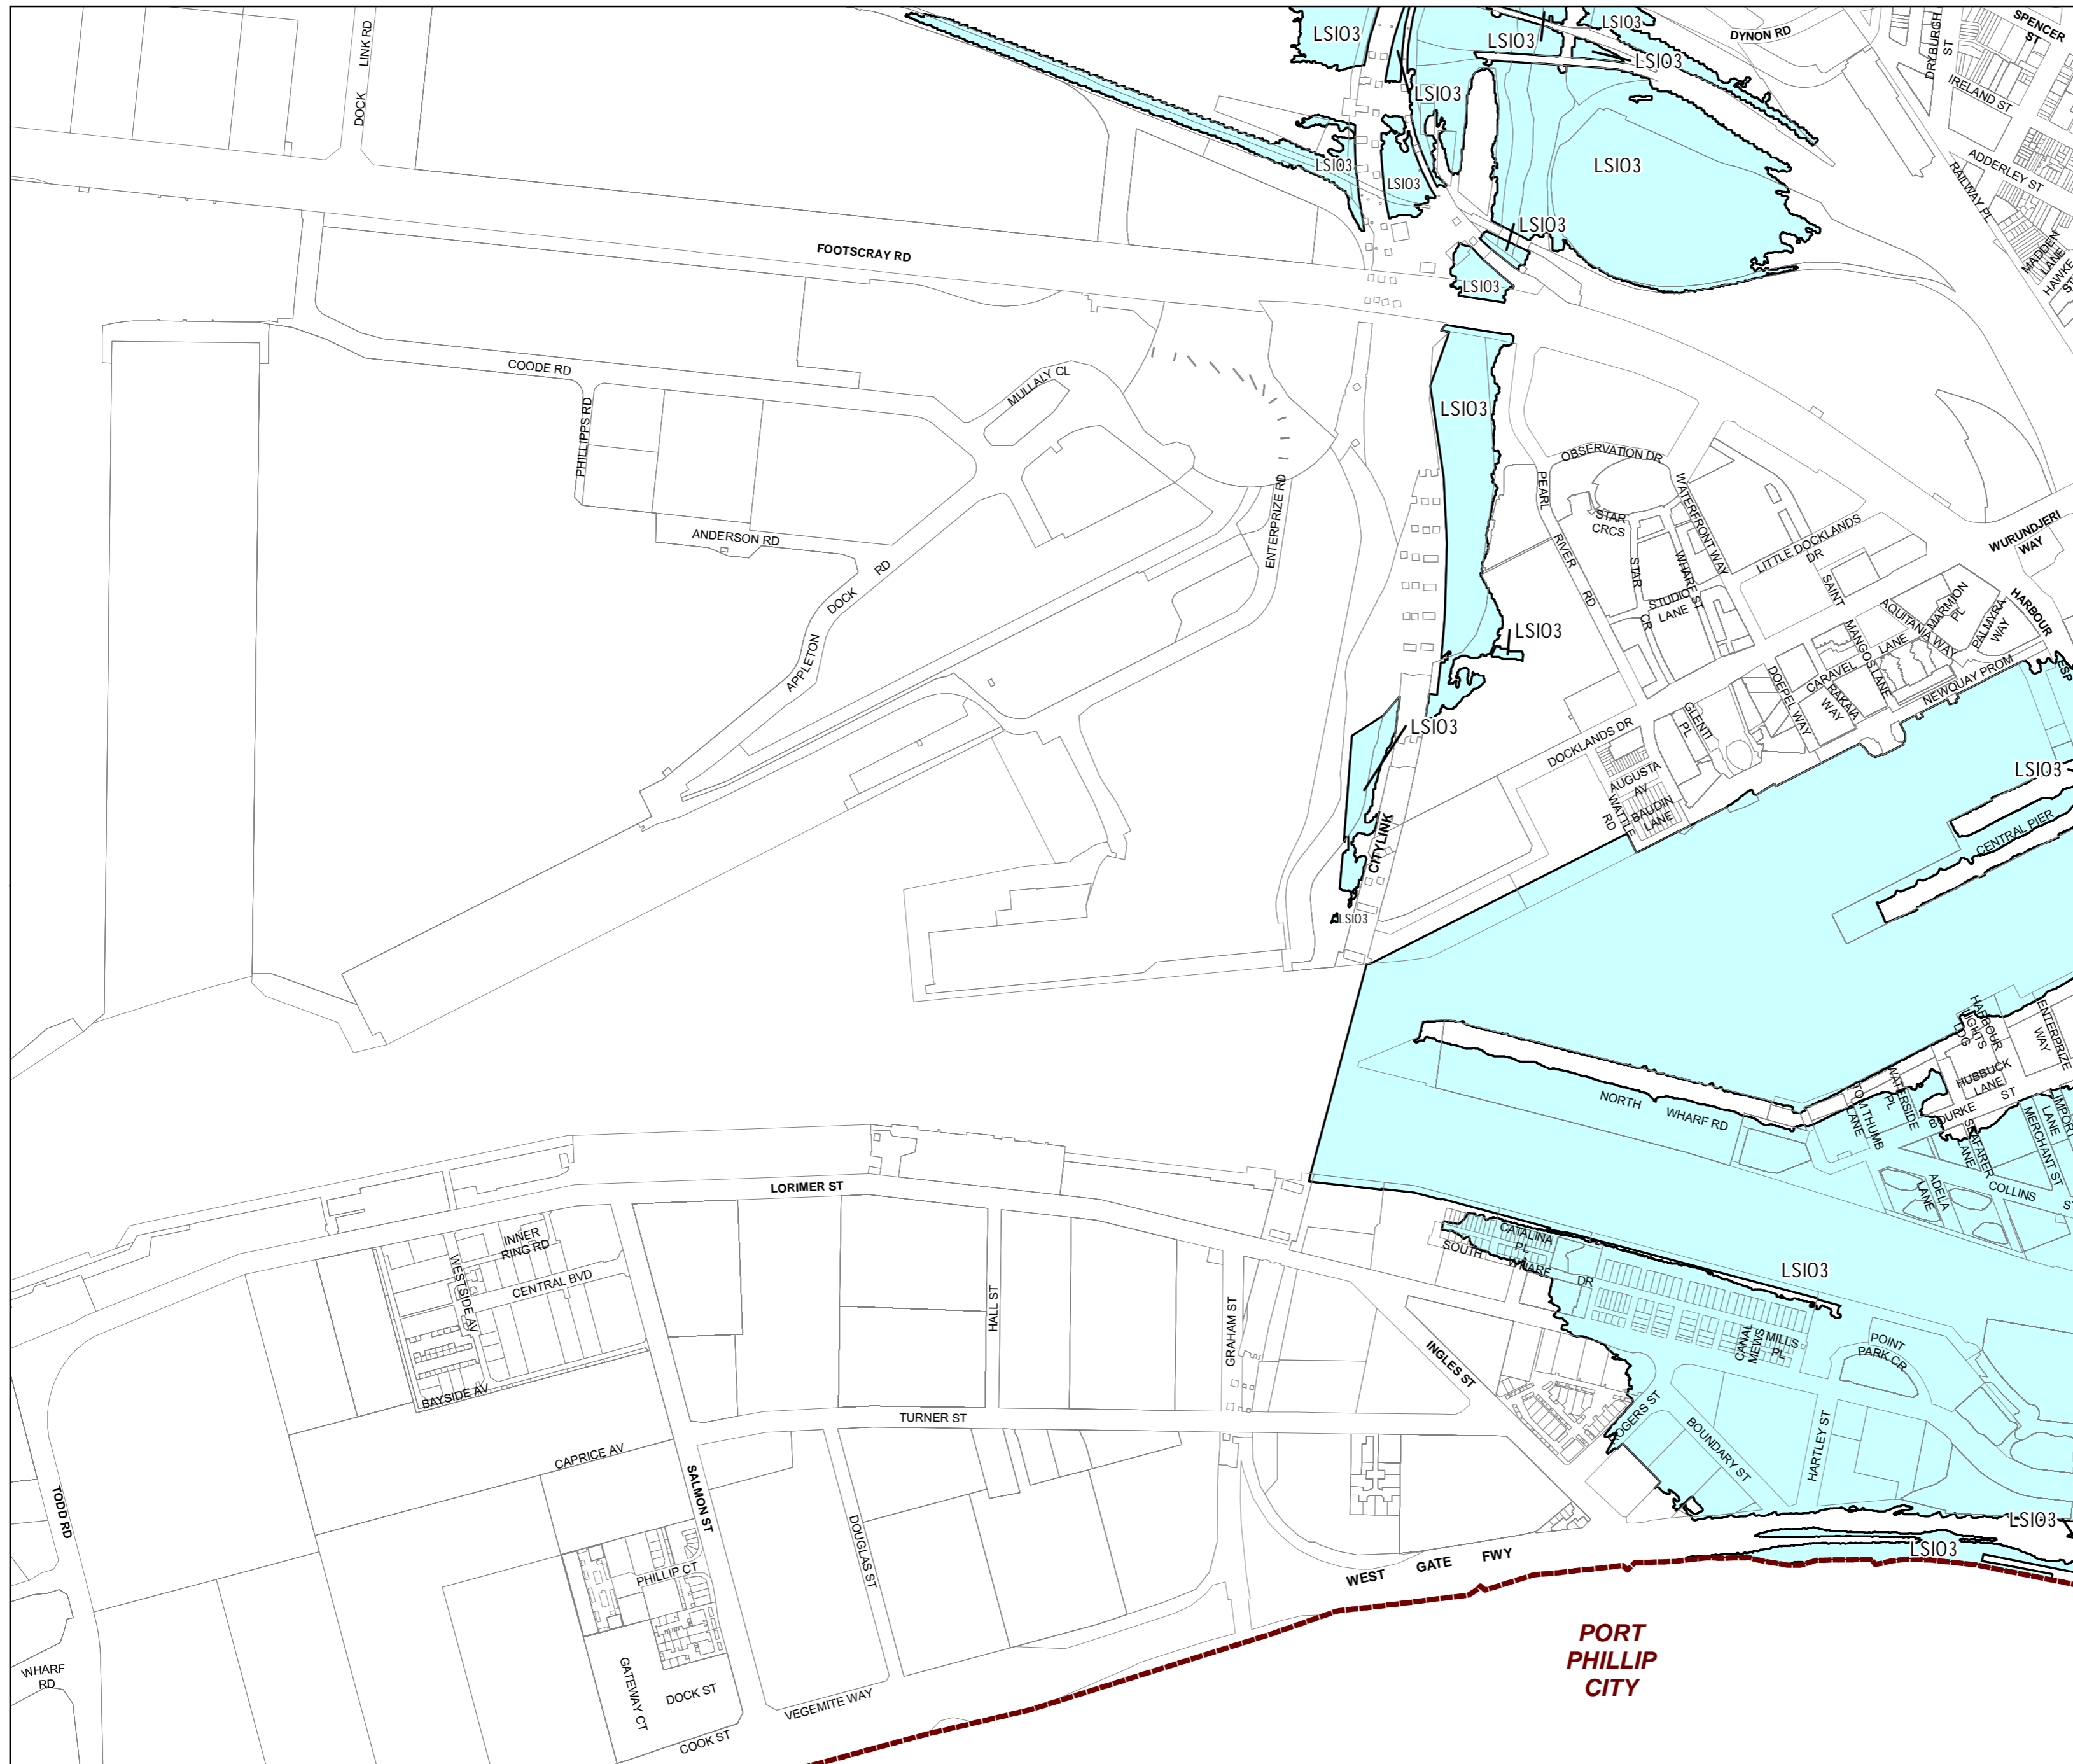 LINK RD
DOCK
LSIO3
LSIO3
LSIO3
LSIO3
DYNON RD
DRYBURGH
ST
SPENCER
ST
IRELAND ST
LSIO3
LSIO3
LSIO3
LSIO3
ADDERLEY ST
RAILWAY PL
MADDEN
LANE
HAWKE
ST
FOOTSCRAY RD
LSIO3
LSIO3
COODE RD
PHILLIPPS RD
MULLALY CL
LSIO3
ANDERSON RD
ENTERPRIZE RD
OBSERVATION DR
PEARL
RIVER
RD
STAR
CRCS
STAR
CR
WATERFRONT WAY
WHARF ST
STUDIO
LANE
LITTLE DOCKLANDS
DR
SAINT
MANGOS LANE
WURUNDJERI
WAY
HARBOUR
ESP
APPLETON
DOCK
RD
LSIO3
AQUITANIA WAY
MARMION
PL
PALMYRA
WAY
CARAVEL
LANE
NEWQUAY PROM
RAKAIA
WAY
DOEPEL WAY
GLENTI
PL
DOCKLANDS DR
LSIO3
AUGUSTA
AV
WATTLE
RD
BAUDIN
LANE
LSIO3
CENTRAL PIER
CITYLINK
LSIO3
HARBOUR
LIGHTS
LDG
ENTERPRIZE
WAY
HUBBUCK
LANE
BOURKE
ST
NORTH
WHARF RD
TOM THUMB
LANE
WATERSIDE
PL
SEAFARER
LANE
MERCHANT ST
IMPORT
LANE
ADELA
LANE
COLLINS
S
LORIMER ST
INNER
RING RD
WESTSIDE AV
CENTRAL BVD
BAYSIDE AV
HALL ST
GRAHAM ST
CATALINA
PL
SOUTH
WHARF
DR
LSIO3
CANAL
MEWS
MILLS
PL
POINT
PARK CR
INGLES ST
TURNER ST
ROGERS ST
BOUNDARY ST
HARTLEY ST
CAPRICE AV
TODD RD
SALMON ST
DOUGLAS ST
LSIO3
LSIO3
WEST
GATE
FWY
PHILLIP CT
PORT
PHILLIP
CITY
WHARF
RD
GATEWAY CT
DOCK ST
VEGEMITE WAY
COOK ST